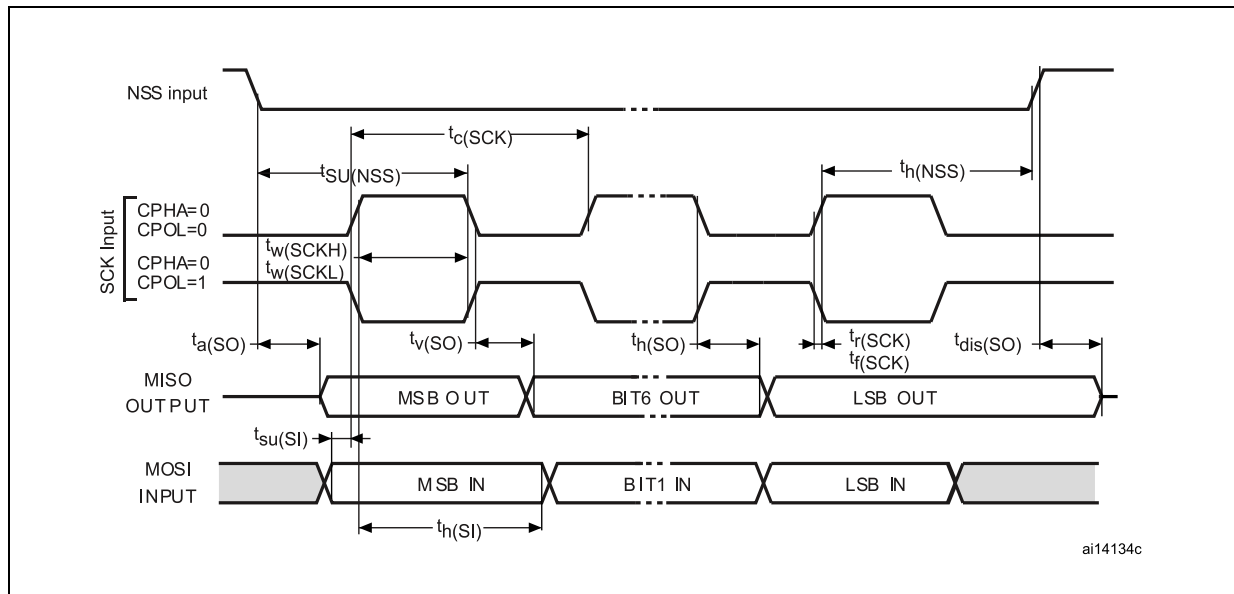 NSS input
tc(SCK)
tSU(NSS)
th(NSS)
SCK Input
CPHA=0
CPOL=0
tw(SCKH)
CPHA=0
tw(SCKL)
CPOL=1
ta(SO)
tv(SO)
th(SO)
tr(SCK)
tf(SCK)
tdis(SO)
MISO
OUTPUT
MSB OUT
BIT6 OUT
LSB OUT
tsu(SI)
MOSI
INPUT
MSB IN
BIT1 IN
LSB IN
th(SI)
ai14134c